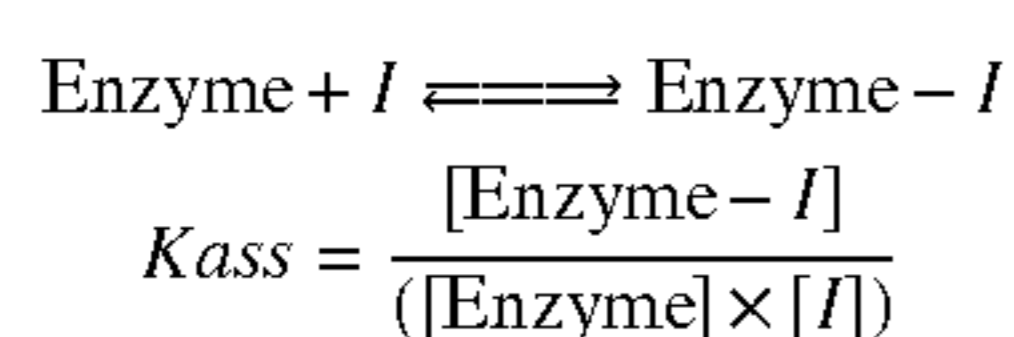 Enzyme + I ⇌ Enzyme − I
Kass = [Enzyme − I] / ([Enzyme] × [I])